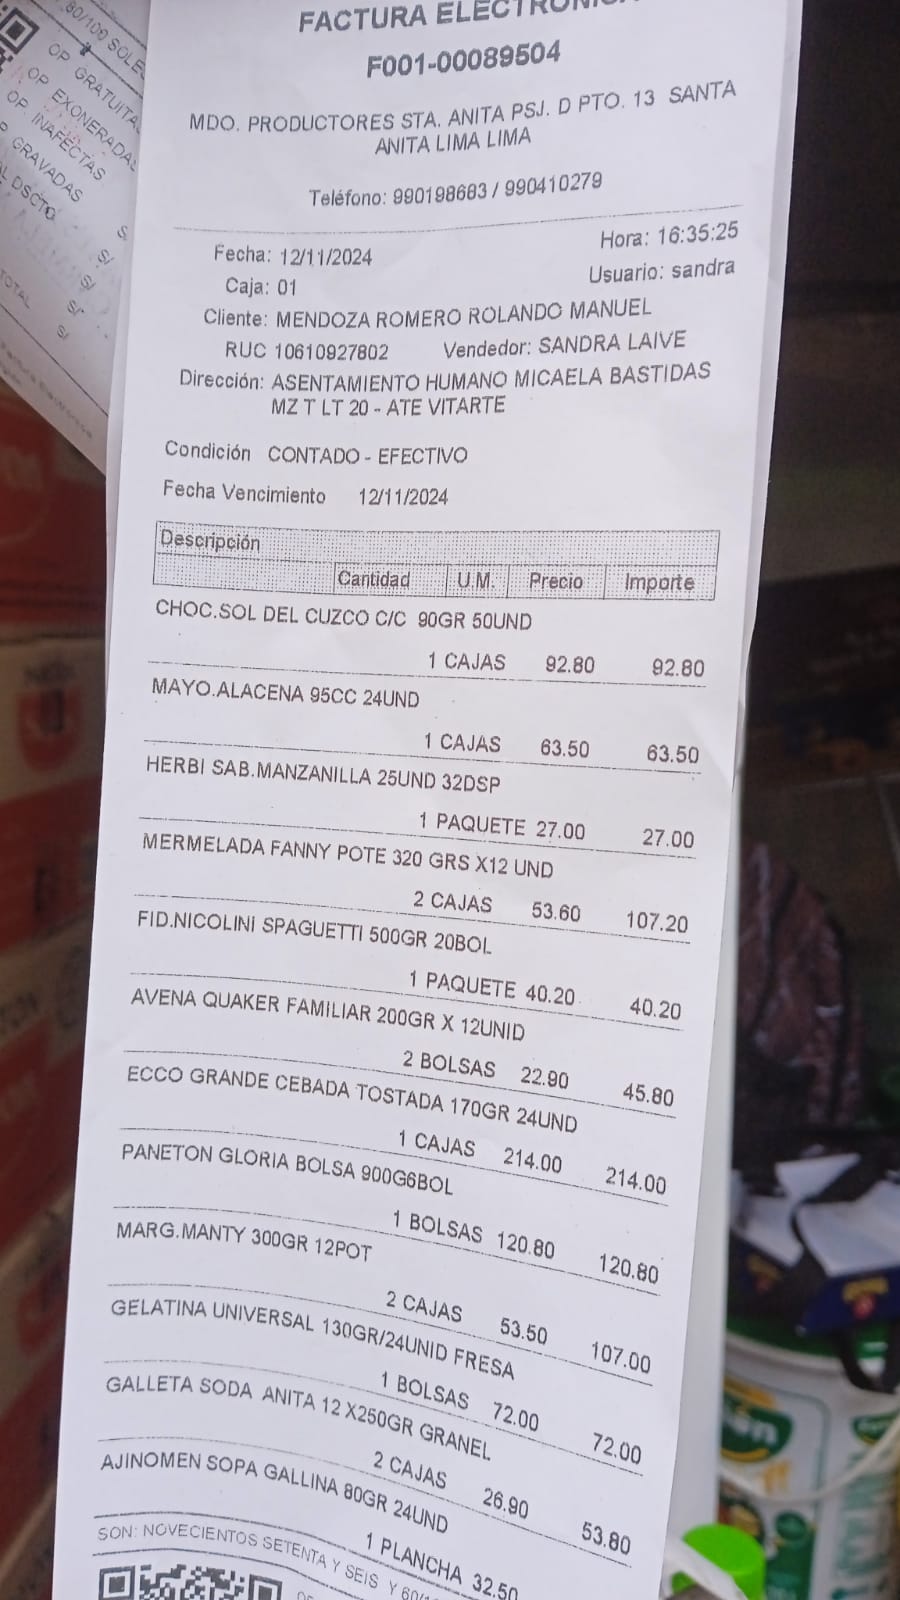 80/100 SOLES
OP. GRATUITAS
OP. EXONERADAS
OP. INAFECTAS
GRAVADAS
DSCTO
TOTAL
S/
S/
S/
S/
FACTURA ELECTRONICA
F001-00089504
MDO. PRODUCTORES STA. ANITA PSJ. D PTO. 13 SANTA
ANITA LIMA LIMA
Teléfono: 990198683 / 990410279
Fecha: 12/11/2024 Hora: 16:35:25
Caja: 01 Usuario: sandra
Cliente: MENDOZA ROMERO ROLANDO MANUEL
RUC 10610927802 Vendedor: SANDRA LAIVE
Dirección: ASENTAMIENTO HUMANO MICAELA BASTIDAS
MZ T LT 20 - ATE VITARTE
Condición CONTADO - EFECTIVO
Fecha Vencimiento 12/11/2024
Descripción
Cantidad U.M. Precio Importe
CHOC.SOL DEL CUZCO C/C 90GR 50UND
1 CAJAS 92.80 92.80
MAYO.ALACENA 95CC 24UND
1 CAJAS 63.50 63.50
HERBI SAB.MANZANILLA 25UND 32DSP
1 PAQUETE 27.00 27.00
MERMELADA FANNY POTE 320 GRS X12 UND
2 CAJAS 53.60 107.20
FID.NICOLINI SPAGUETTI 500GR 20BOL
1 PAQUETE 40.20 40.20
AVENA QUAKER FAMILIAR 200GR X 12UNID
2 BOLSAS 22.90 45.80
ECCO GRANDE CEBADA TOSTADA 170GR 24UND
1 CAJAS 214.00 214.00
PANETON GLORIA BOLSA 900G6BOL
1 BOLSAS 120.80 120.80
MARG.MANTY 300GR 12POT
2 CAJAS 53.50 107.00
GELATINA UNIVERSAL 130GR/24UNID FRESA
1 BOLSAS 72.00 72.00
GALLETA SODA ANITA 12 X250GR GRANEL
2 CAJAS 26.90 53.80
AJINOMEN SOPA GALLINA 80GR 24UND
1 PLANCHA 32.50
SON: NOVECIENTOS SETENTA Y SEIS Y 60/1